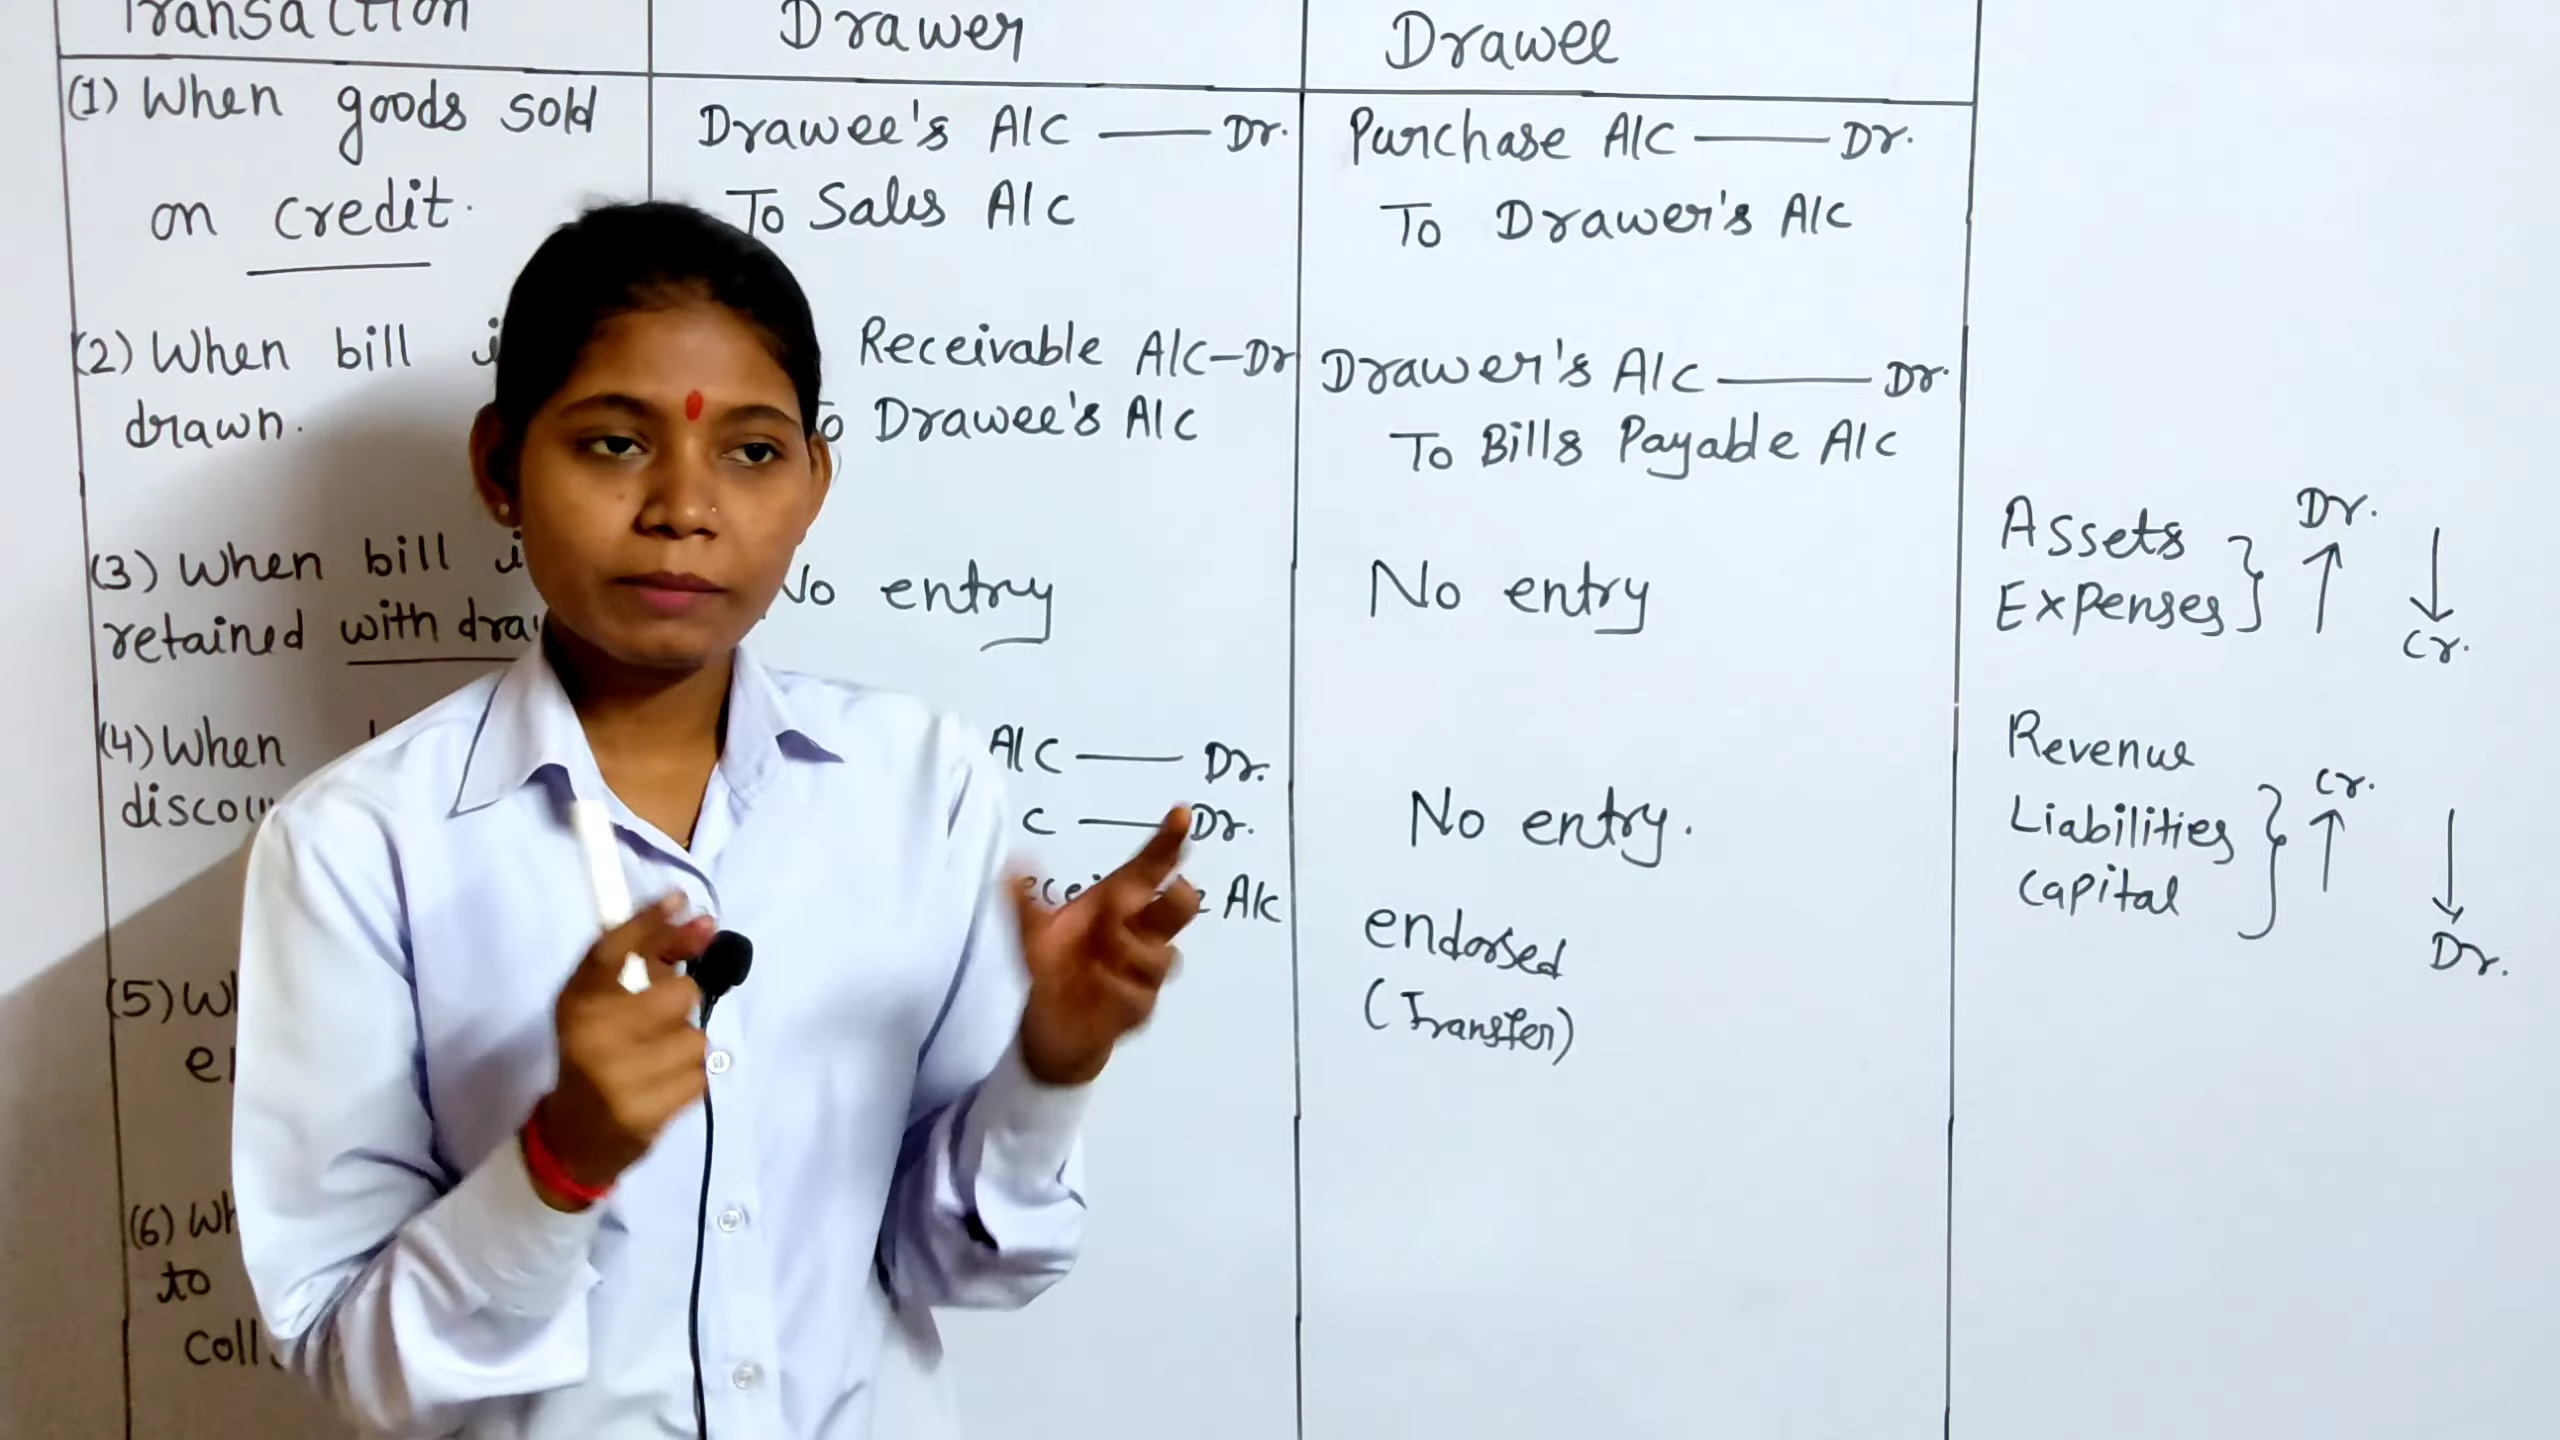 Transaction Drawer Drawee
(1) When goods sold
on credit.
Drawee's A/C —— Dr.
To Sales A/C
Purchase A/C —— Dr.
To Drawer's A/C
(2) When bill
drawn.
Receivable A/C-Dr
To Drawee's A/C
Drawer's A/C —— Dr.
To Bills Payable A/C
(3) When bill
retained with
No entry
No entry
(4) When
A/C —— Dr.
C —— Dr.
A/C
No entry.
endorsed
(Transfer)
(5)
(6)
to
Assets
Expenses
Dr. ↑
↓ Cr.
Revenue
Liabilities
Capital
Cr. ↑
↓ Dr.